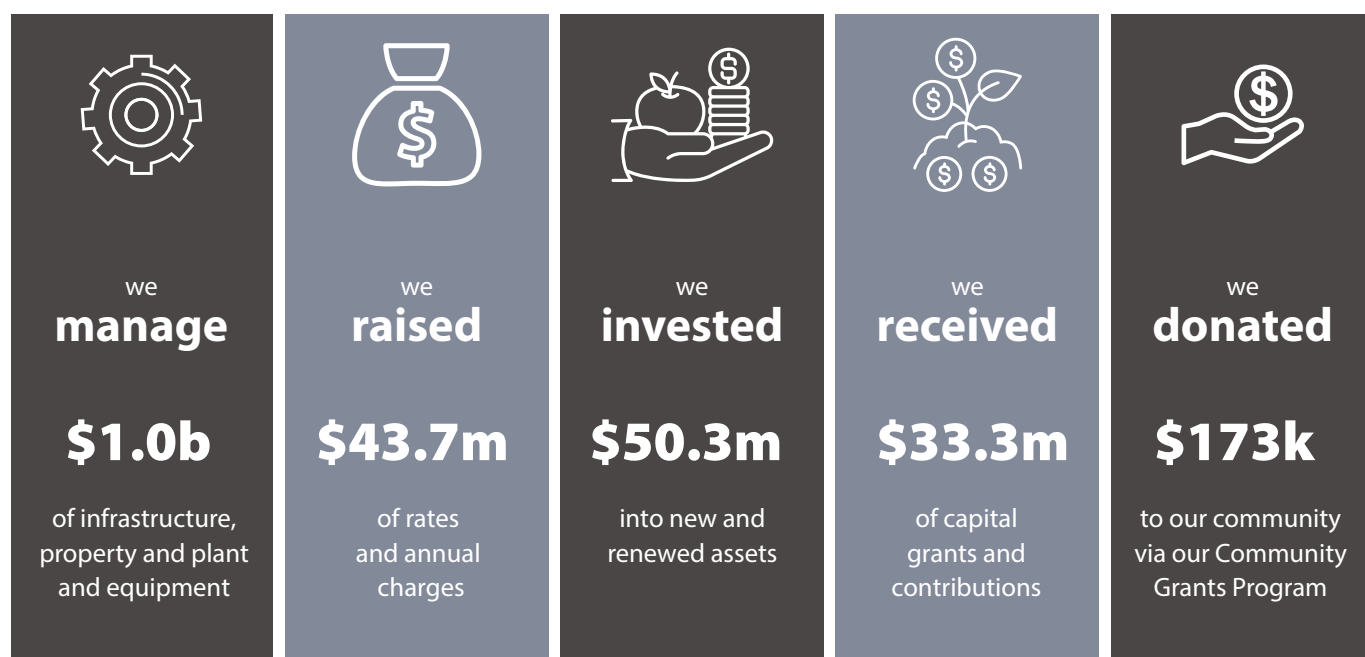 $
we
manage
$1.0b
of infrastructure,
property and plant
and equipment
$
we
raised
$43.7m
of rates
and annual
charges
$
we
invested
$50.3m
into new and
renewed assets
$
$
$ $
we
received
$33.3m
of capital
grants and
contributions
$
we
donated
$173k
to our community
via our Community
Grants Program